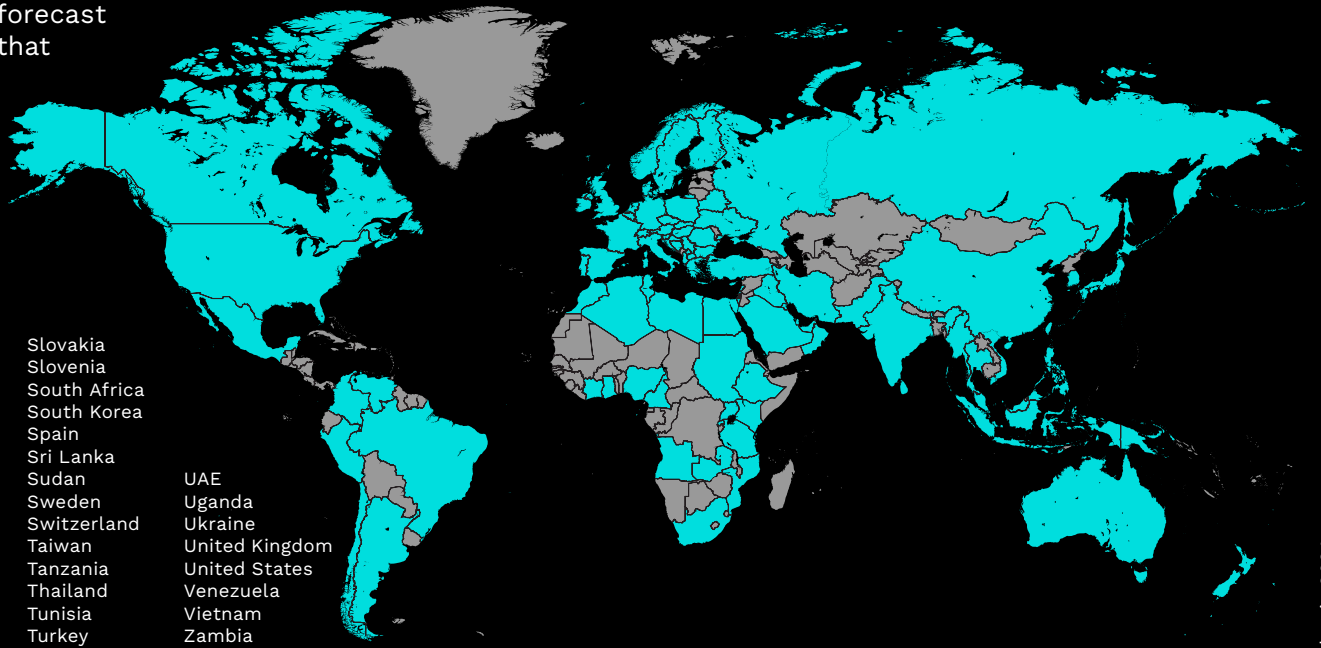 forecast
that
Slovakia
Slovenia
South Africa
South Korea
Spain
Sri Lanka
Sudan
Sweden
Switzerland
Taiwan
Tanzania
Thailand
Tunisia
Turkey
UAE
Uganda
Ukraine
United Kingdom
United States
Venezuela
Vietnam
Zambia